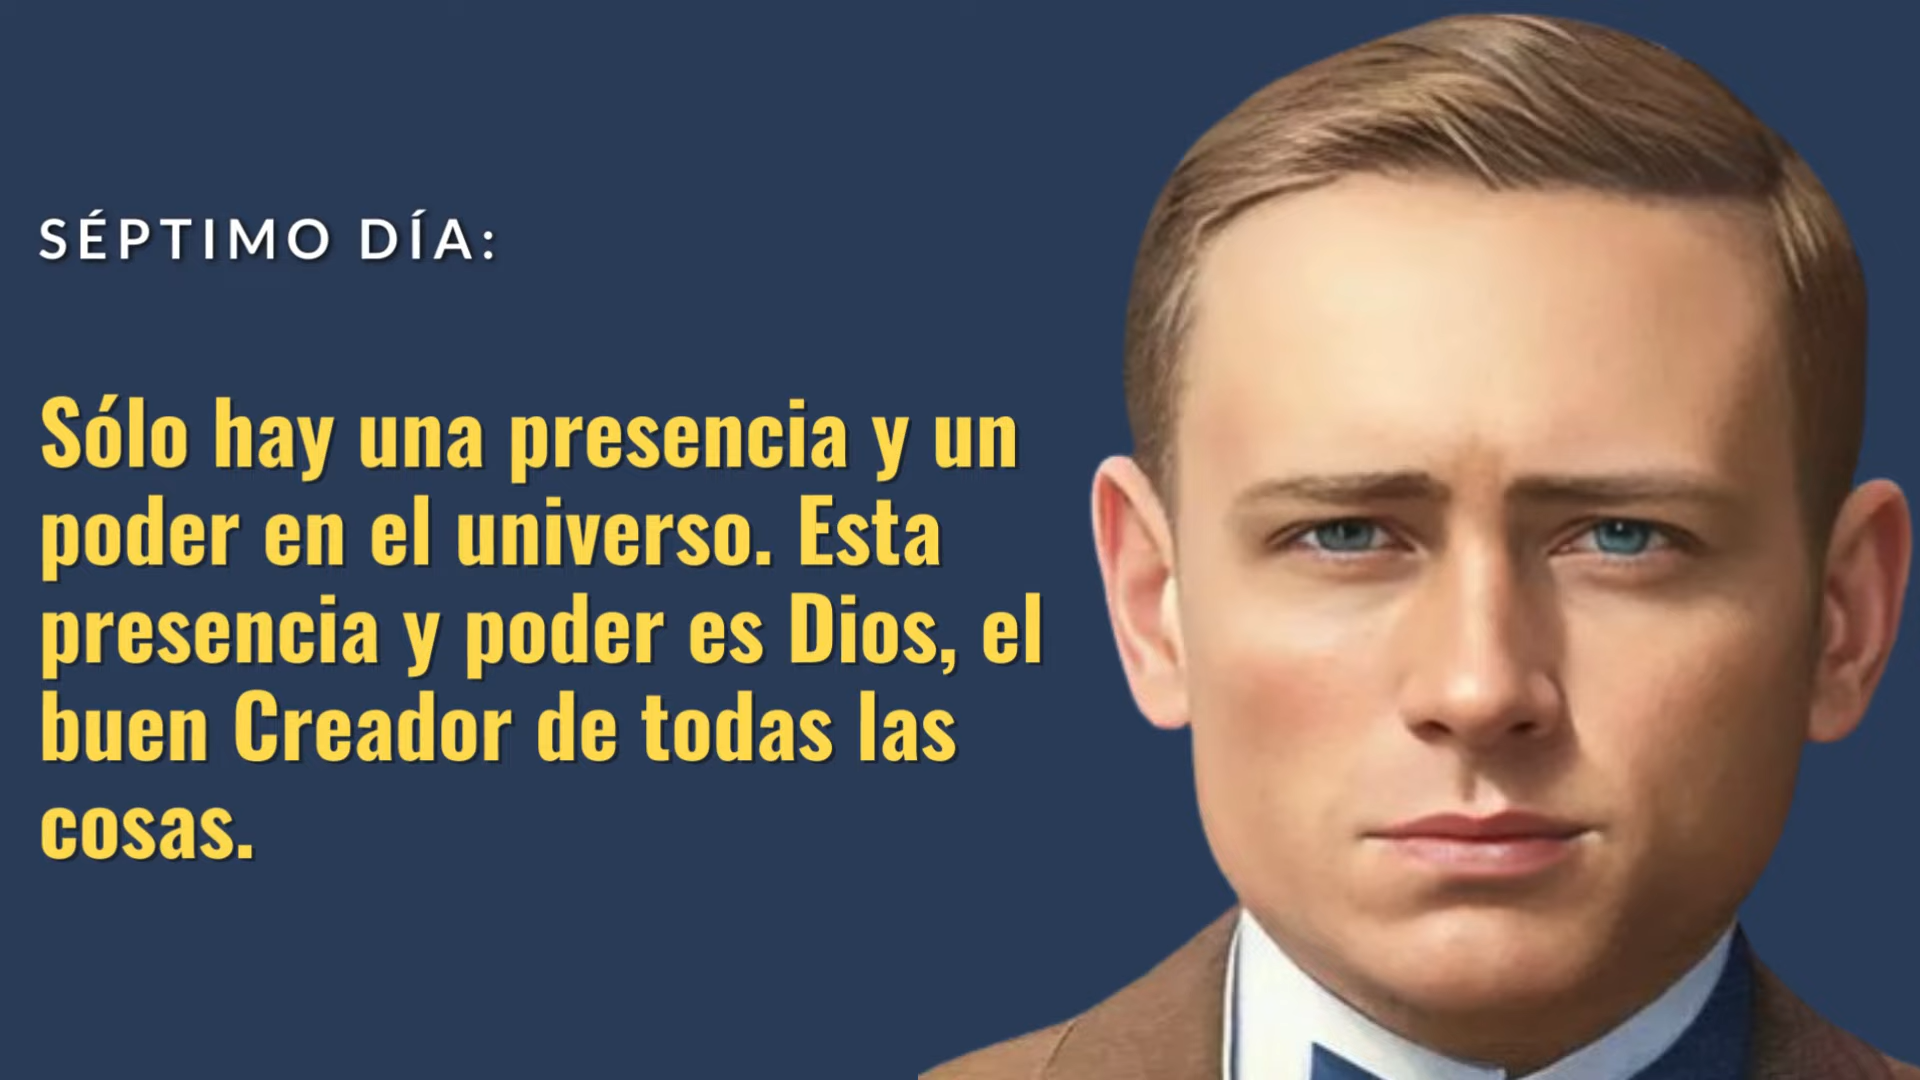 SÉPTIMO DÍA:
Sólo hay una presencia y un
poder en el universo. Esta
presencia y poder es Dios, el
buen Creador de todas las
cosas.